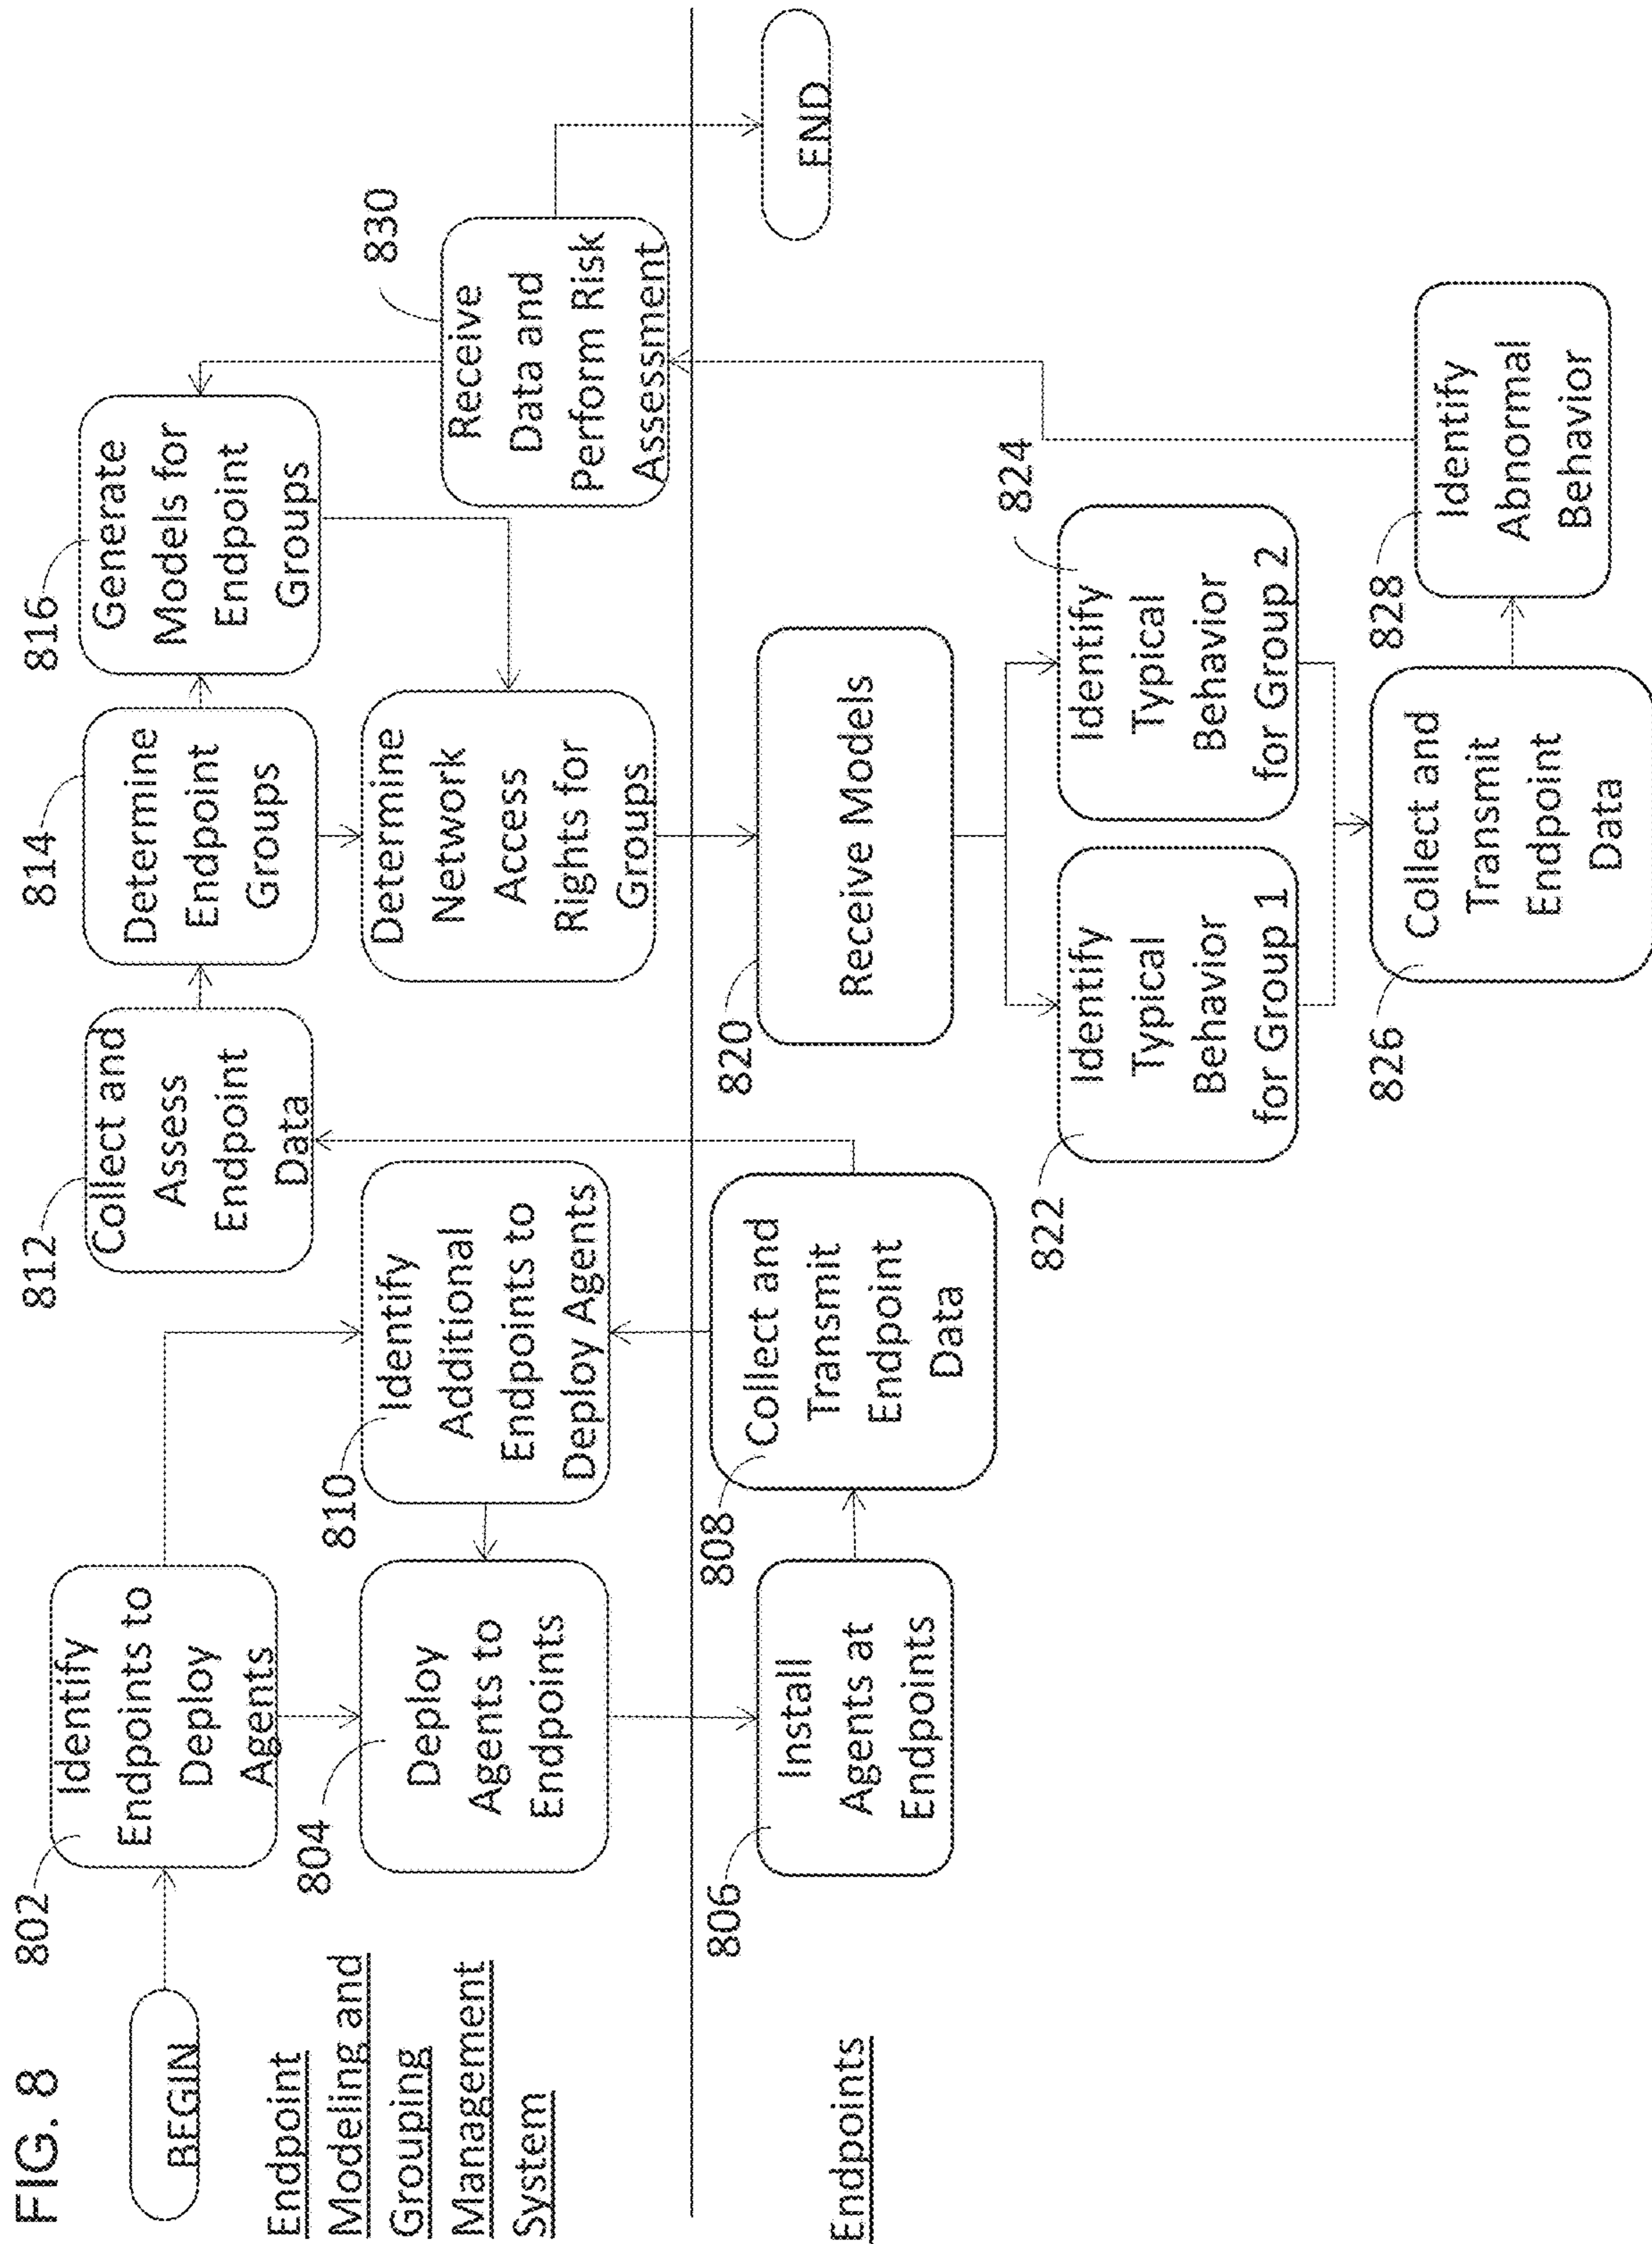 FIG. 8
BEGIN
802
Identify
Endpoints to
Deploy
Agents
804
Deploy
Agents to
Endpoints
810
Identify
Additional
Endpoints to
Deploy Agents
812
Collect and
Assess
Endpoint
Data
814
Determine
Endpoint
Groups
816
Generate
Models for
Endpoint
Groups
Determine
Network
Access
Rights for
Groups
830
Receive
Data and
Perform Risk
Assessment
Endpoint
Modeling and
Grouping
Management
System
END
Endpoints
806
Install
Agents at
Endpoints
808
Collect and
Transmit
Endpoint
Data
820
Receive Models
822
Identify
Typical
Behavior
for Group 1
824
Identify
Typical
Behavior
for Group 2
826
Collect and
Transmit
Endpoint
Data
828
Identify
Abnormal
Behavior